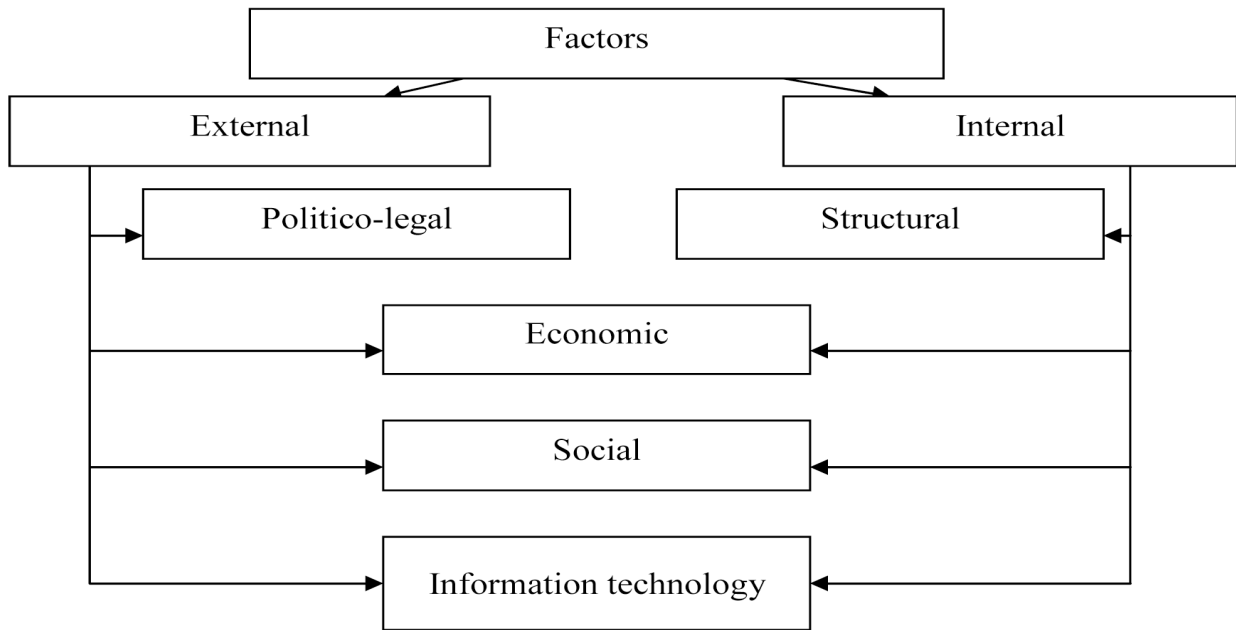 Factors
External
Internal
Politico-legal
Structural
Economic
Social
Information technology